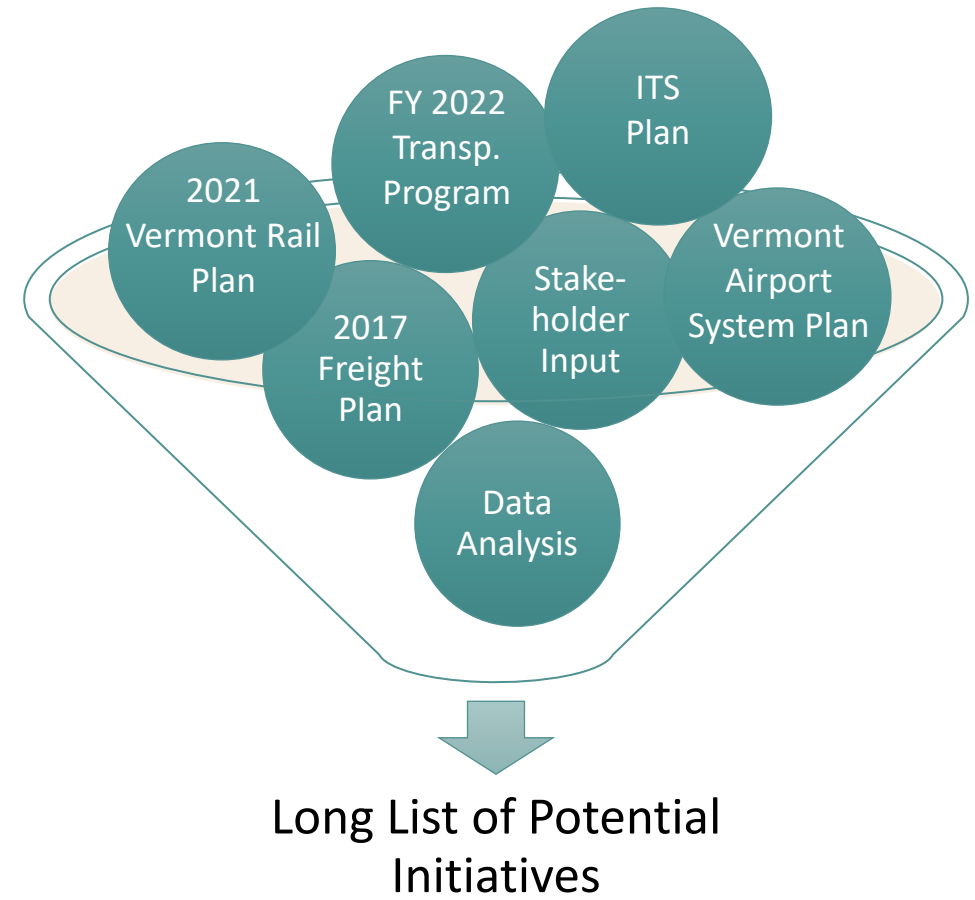 ITS
Plan
FY 2022
Transp.
Program
2021
Vermont Rail
Plan
Vermont
Airport
System Plan
Stake-
holder
Input
2017
Freight
Plan
Data
Analysis
Long List of Potential
Initiatives